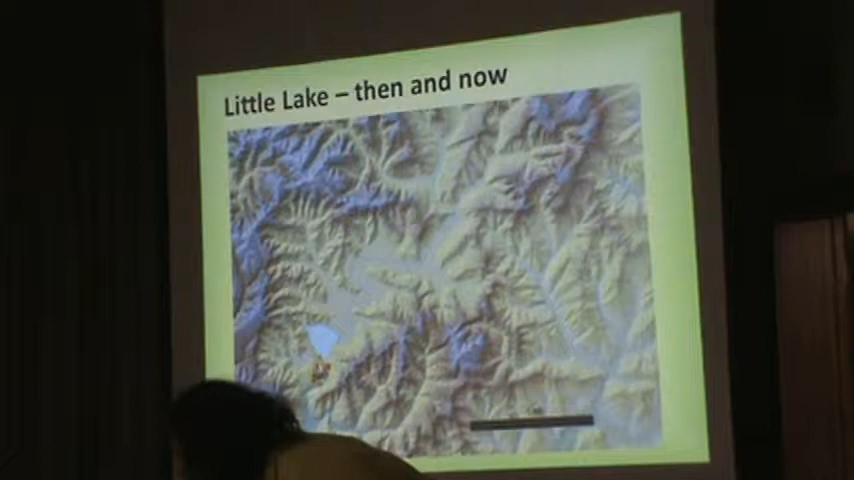 Little Lake – then and now